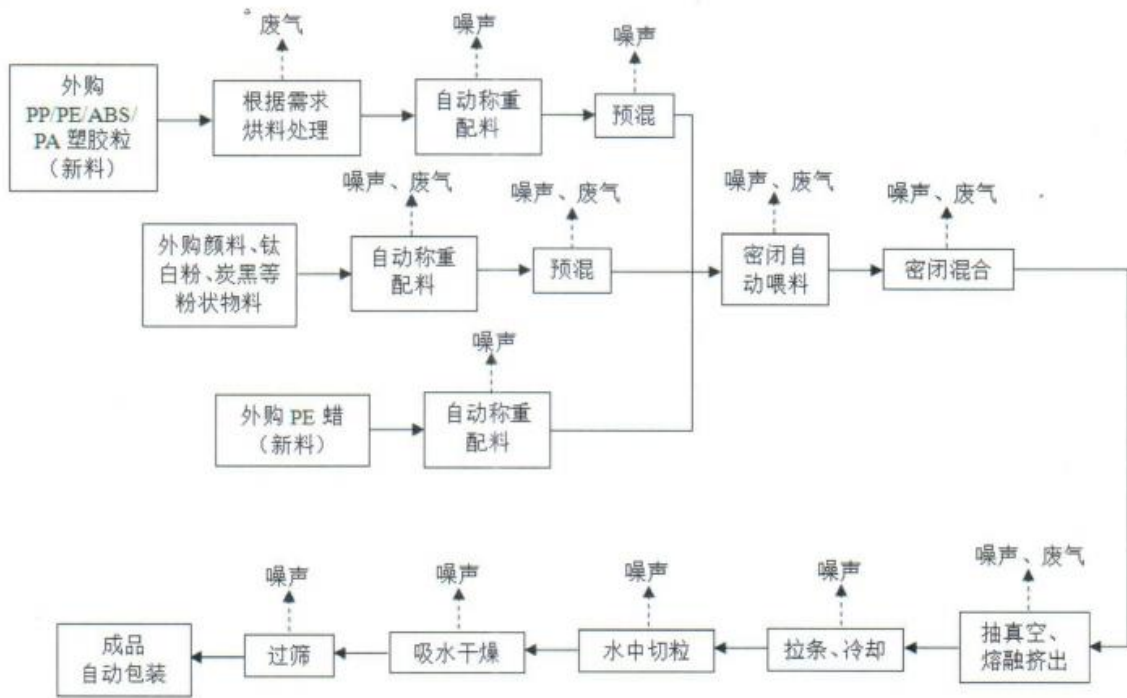 废气
噪声
噪声
外购
PP/PE/ABS/
PA 塑胶粒
（新料）
根据需求
烘料处理
自动称重
配料
预混
噪声、废气
噪声、废气
噪声、废气
噪声、废气
外购颜料、钛
白粉、炭黑等
粉状物料
自动称重
配料
预混
密闭自
动喂料
密闭混合
噪声
外购 PE 蜡
（新料）
自动称重
配料
噪声
噪声
噪声
噪声
噪声、废气
成品
自动包装
过筛
吸水干燥
水中切粒
拉条、冷却
抽真空、
熔融挤出